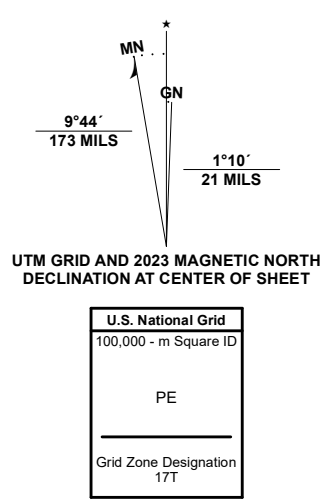 ★
MN
GN
9°44´
173 MILS
1°10´
21 MILS
UTM GRID AND 2023 MAGNETIC NORTH
DECLINATION AT CENTER OF SHEET
U.S. National Grid
100,000 - m Square ID
PE
Grid Zone Designation
17T